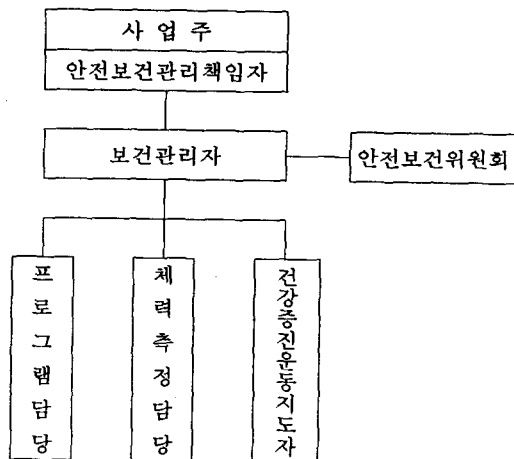 사 업 주
안전보건관리책임자
보건관리자
안전보건위원회
프로그램담당
체력측정담당
건강증진운동지도자